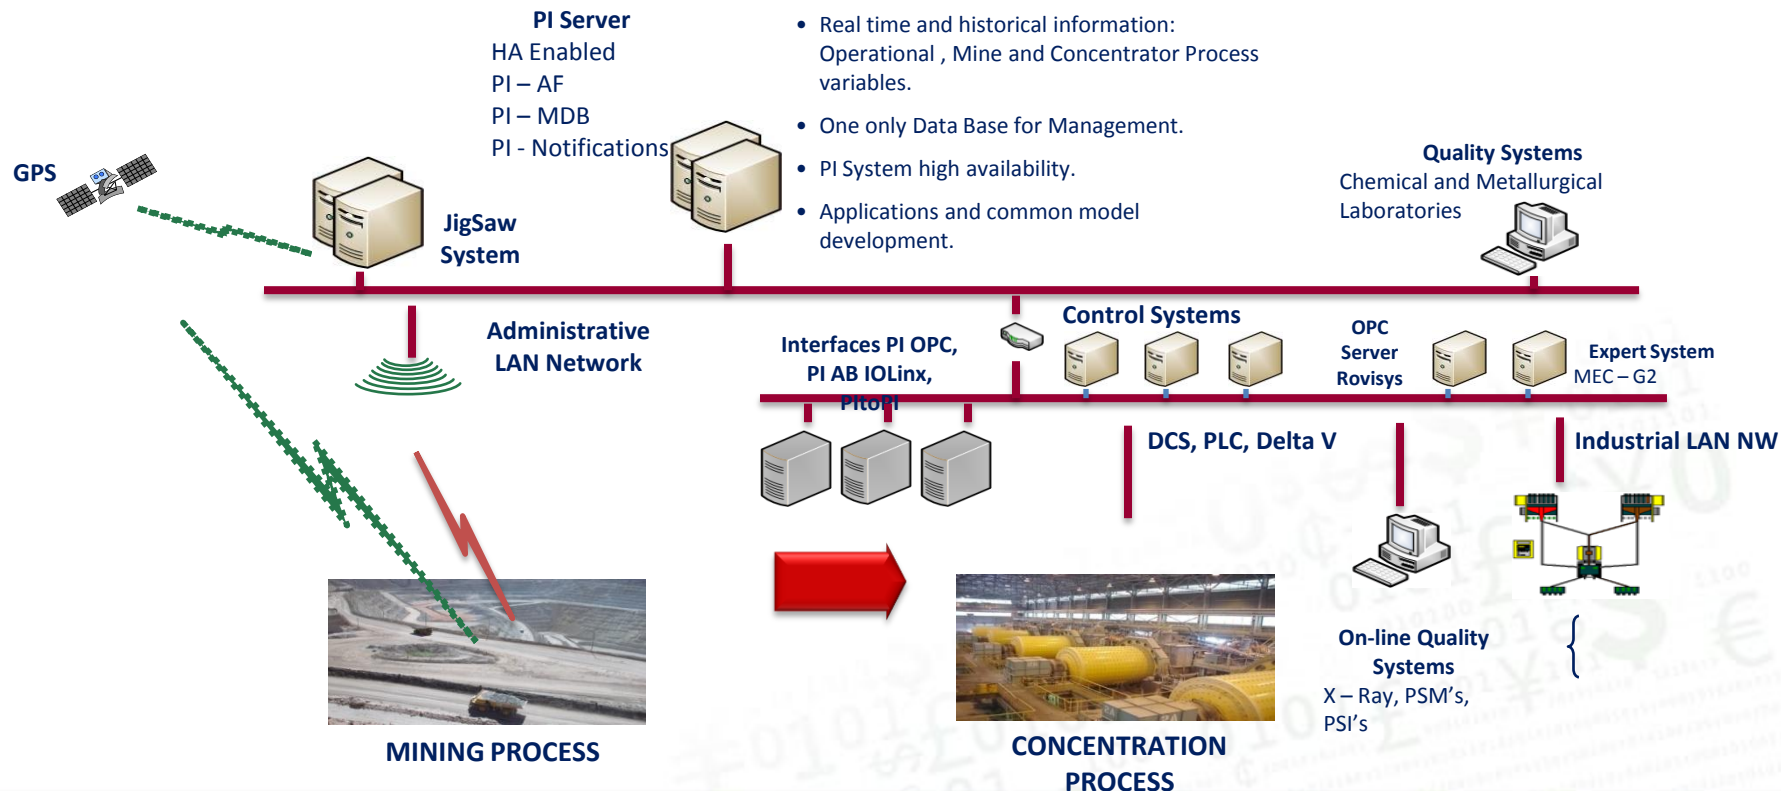 PI Server
HA Enabled
PI – AF
PI – MDB
PI - Notifications
• Real time and historical information:
Operational , Mine and Concentrator Process
variables.
• One only Data Base for Management.
• PI System high availability.
• Applications and common model
development.
GPS
JigSaw
System
Quality Systems
Chemical and Metallurgical
Laboratories
Administrative
LAN Network
Interfaces PI OPC,
PI AB IOLinx,
PItoPI
Control Systems
OPC
Server
Rovisys
Expert System
MEC – G2
DCS, PLC, Delta V
Industrial LAN NW
On-line Quality
Systems
X – Ray, PSM's,
PSI's
MINING PROCESS
CONCENTRATION
PROCESS